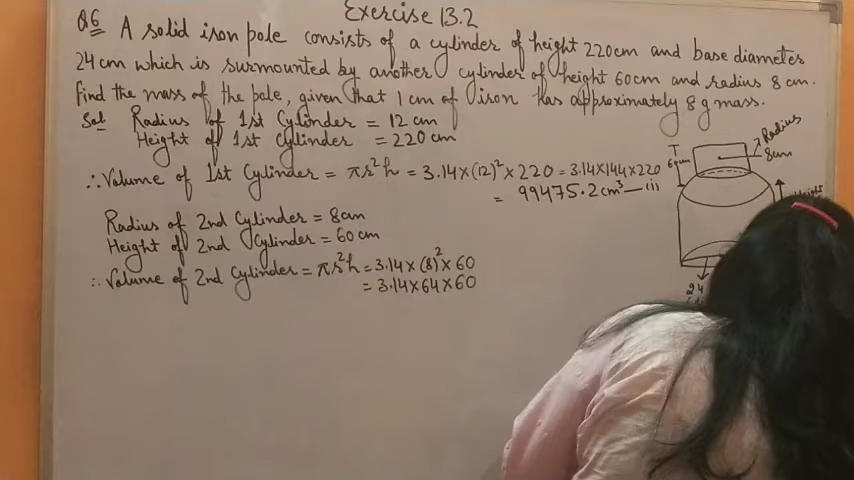 Exercise 13.2
Q6 A solid iron pole consists of a cylinder of height 220cm and base diameter
24cm which is surmounted by another cylinder of height 60cm and radius 8cm.
find the mass of the pole, given that 1 cm of iron has approximately 8g mass.
Sol Radius of 1st Cylinder = 12 cm
Height of 1st cylinder = 220 cm
∴ Volume of 1st Cylinder = πr²h = 3.14×(12)²×220 = 3.14×144×220
= 99475.2cm³ — (i)
Radius of 2nd Cylinder = 8cm
Height of 2nd Cylinder = 60cm
∴ Volume of 2nd Cylinder = πr²h = 3.14×(8)²×60
= 3.14×64×60
Radius
8cm
24